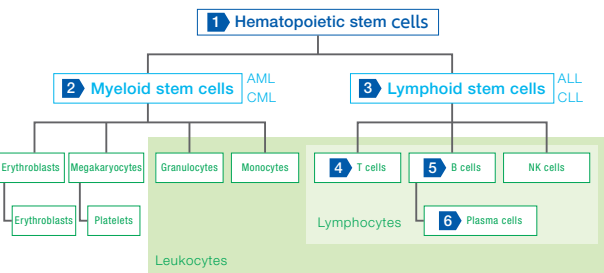 1 Hematopoietic stem cells
2 Myeloid stem cells
AML
CML
3 Lymphoid stem cells
ALL
CLL
Erythroblasts
Megakaryocytes
Granulocytes
Monocytes
4 T cells
5 B cells
NK cells
Erythroblasts
Platelets
Lymphocytes
6 Plasma cells
Leukocytes